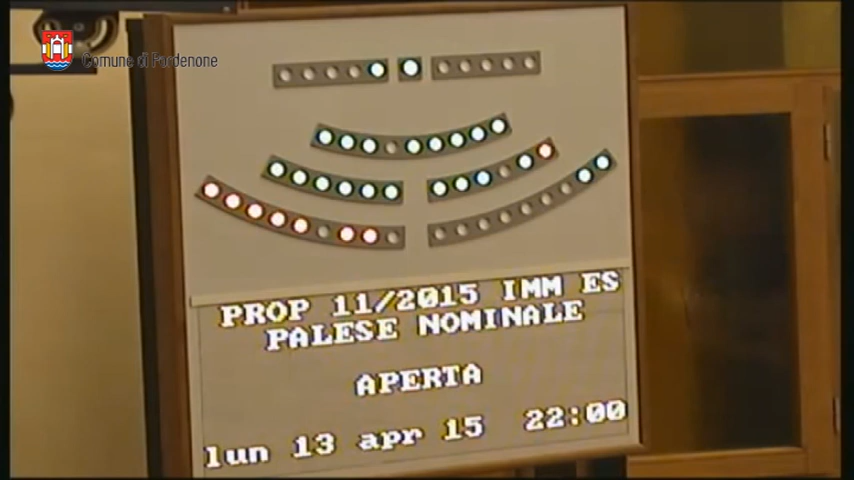 Comune di Pordenone
PROP 11/2015 IMM ES
PALESE NOMINALE
APERTA
lun 13 apr 15 22:00